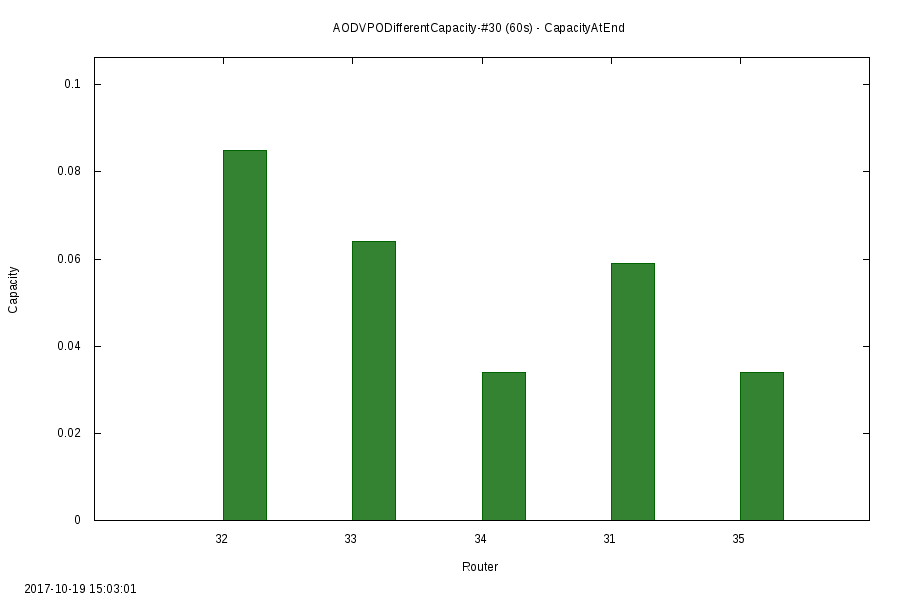 AODVPODifferentCapacity-#30 (60s) - CapacityAtEnd
0.1
0.08
0.06
0.04
0.02
0
Capacity
32 33 34 31 35
Router
2017-10-19 15:03:01